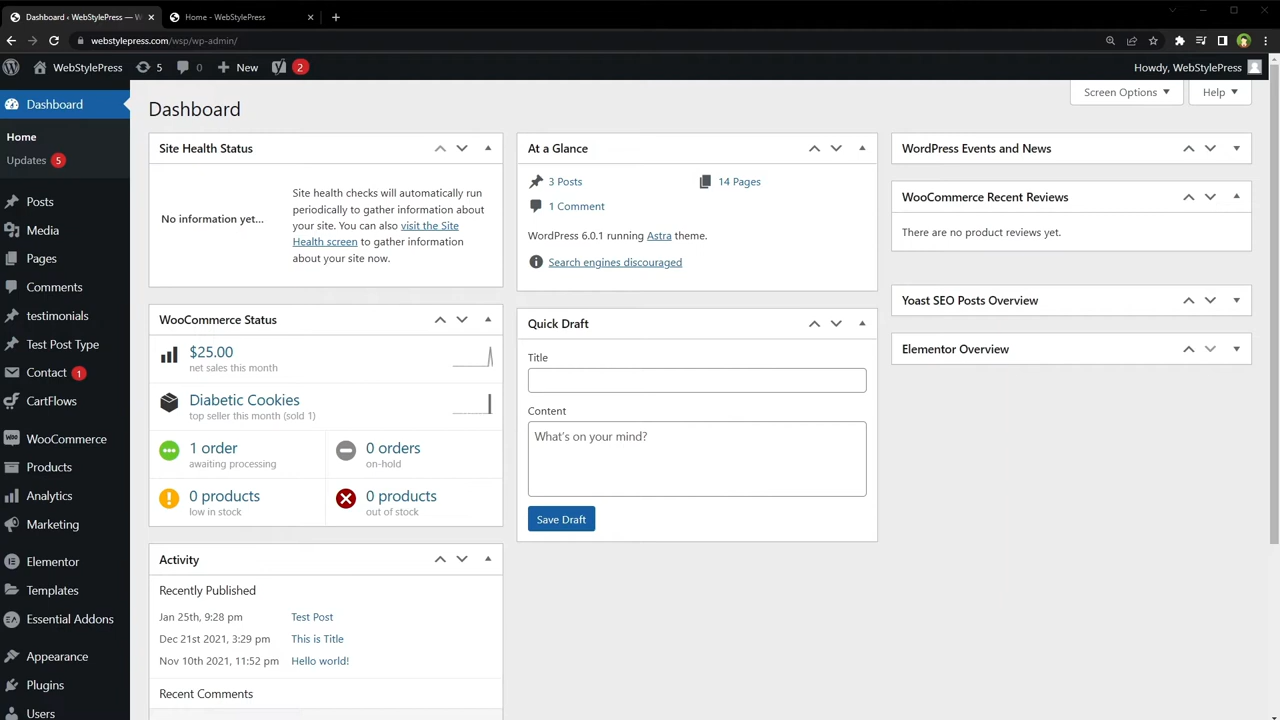 Dashboard ‹ WebStylePress —
Home - WebStylePress
webstylepress.com/wsp/wp-admin/
WebStylePress
5
0
New
2
Howdy, WebStylePress
Dashboard
Home
Updates 5
Posts
Media
Pages
Comments
testimonials
Test Post Type
Contact 1
CartFlows
WooCommerce
Products
Analytics
Marketing
Elementor
Templates
Essential Addons
Appearance
Plugins
Users
Screen Options
Help
Dashboard
Site Health Status
No information yet...
Site health checks will automatically run
periodically to gather information about
your site. You can also visit the Site
Health screen to gather information
about your site now.
WooCommerce Status
$25.00
net sales this month
Diabetic Cookies
top seller this month (sold 1)
1 order
awaiting processing
0 orders
on-hold
0 products
low in stock
0 products
out of stock
Activity
Recently Published
Jan 25th, 9:28 pm Test Post
Dec 21st 2021, 3:29 pm This is Title
Nov 10th 2021, 11:52 pm Hello world!
Recent Comments
At a Glance
3 Posts
14 Pages
1 Comment
WordPress 6.0.1 running Astra theme.
Search engines discouraged
Quick Draft
Title
Content
What's on your mind?
Save Draft
WordPress Events and News
WooCommerce Recent Reviews
There are no product reviews yet.
Yoast SEO Posts Overview
Elementor Overview